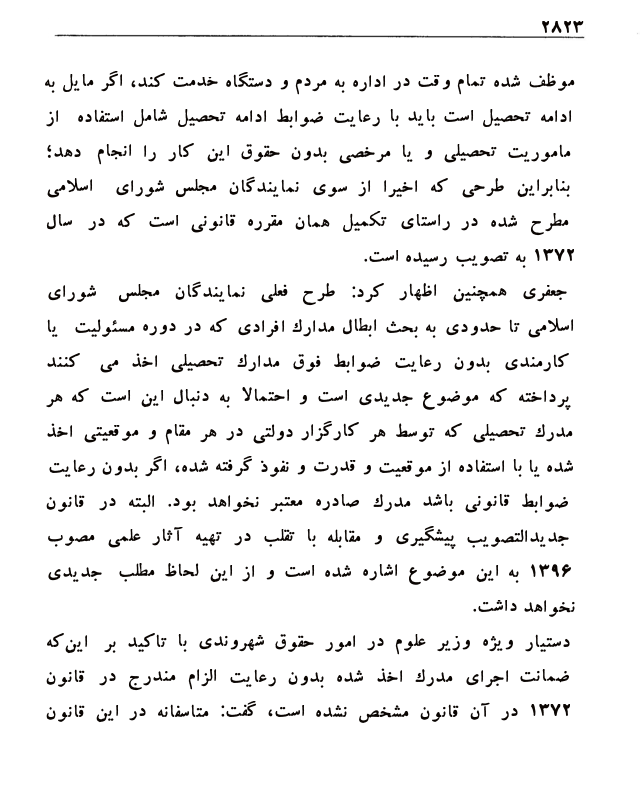 ۲۸۲۳
موظف شده تمام وقت در اداره به مردم و دستگاه خدمت کند، اگر مایل به
ادامه تحصیل است باید با رعایت ضوابط ادامه تحصیل شامل استفاده از
ماموریت تحصیلی و یا مرخصی بدون حقوق این کار را انجام دهد؛
بنابراین طرحی که اخیرا از سوی نمایندگان مجلس شورای اسلامی
مطرح شده در راستای تکمیل همان مقرره قانونی است که در سال
۱۳۷۲ به تصویب رسیده است.
جعفری همچنین اظهار کرد: طرح فعلی نمایندگان مجلس شورای
اسلامی تا حدودی به بحث ابطال مدارك افرادی که در دوره مسئولیت یا
کارمندی بدون رعایت ضوابط فوق مدارك تحصیلی اخذ می کنند
پرداخته که موضوع جدیدی است و احتمالا به دنبال این است که هر
مدرك تحصیلی که توسط هر کارگزار دولتی در هر مقام و موقعیتی اخذ
شده یا با استفاده از موقعیت و قدرت و نفوذ گرفته شده، اگر بدون رعایت
ضوابط قانونی باشد مدرك صادره معتبر نخواهد بود. البته در قانون
جدیدالتصویب پیشگیری و مقابله با تقلب در تهیه آثار علمی مصوب
۱۳۹۶ به این موضوع اشاره شده است و از این لحاظ مطلب جدیدی
نخواهد داشت.
دستیار ویژه وزیر علوم در امور حقوق شهروندی با تاکید بر این‌که
ضمانت اجرای مدرك اخذ شده بدون رعایت الزام مندرج در قانون
۱۳۷۲ در آن قانون مشخص نشده است، گفت: متاسفانه در این قانون